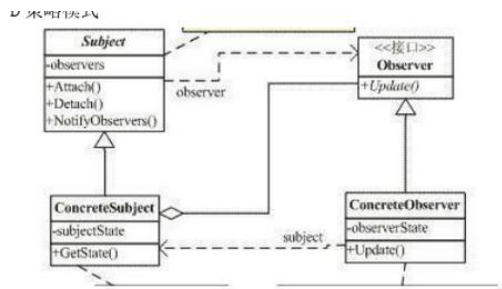 D 策略模式
Subject
-observers
+Attach()
+Detach()
+NotifyObservers()
observer
<<接口>>
Observer
+Update()
ConcreteSubject
-subjectState
+GetState()
subject
ConcreteObserver
-observerState
+Update()